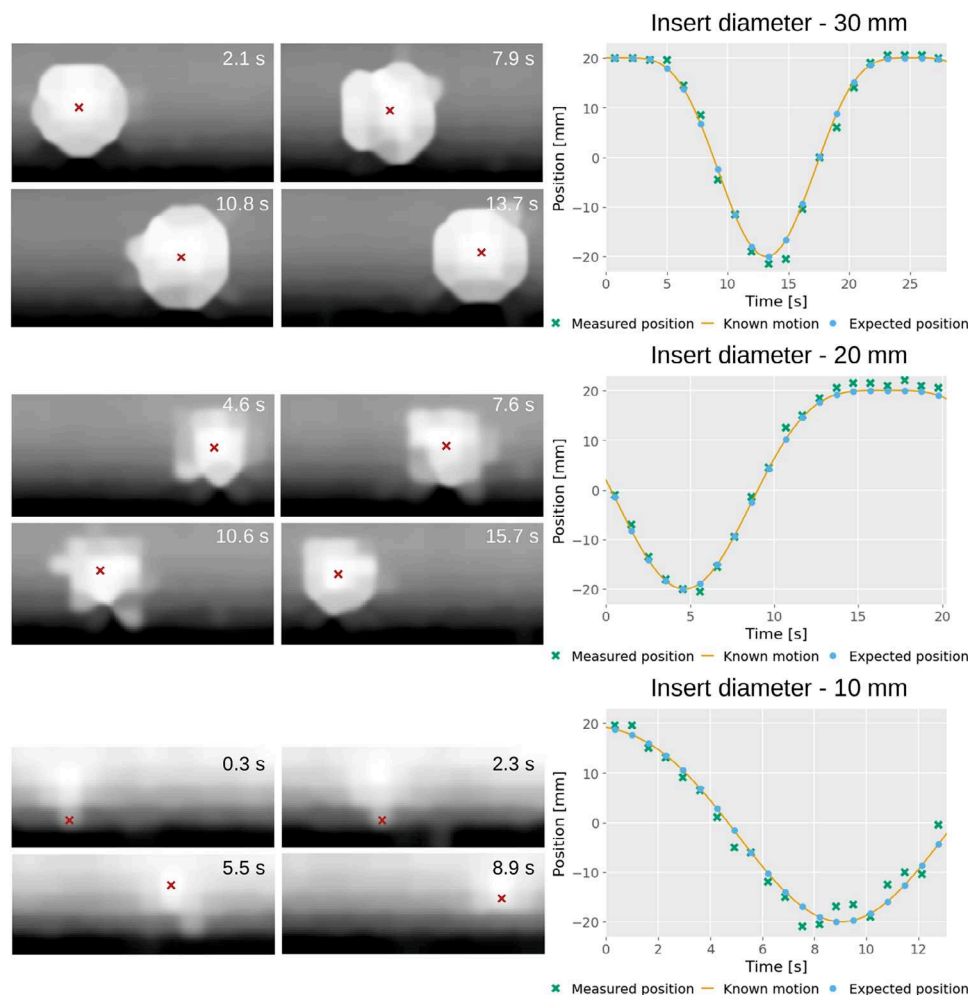 Insert diameter - 30 mm
2.1 s
7.9 s
10.8 s
13.7 s
Position [mm]
20
10
0
−10
−20
0 5 10 15 20 25
Time [s]
Measured position Known motion Expected position
Insert diameter - 20 mm
4.6 s
7.6 s
10.6 s
15.7 s
Position [mm]
20
10
0
−10
−20
0 5 10 15 20
Time [s]
Measured position Known motion Expected position
Insert diameter - 10 mm
0.3 s
2.3 s
5.5 s
8.9 s
Position [mm]
20
10
0
−10
−20
0 2 4 6 8 10 12
Time [s]
Measured position Known motion Expected position